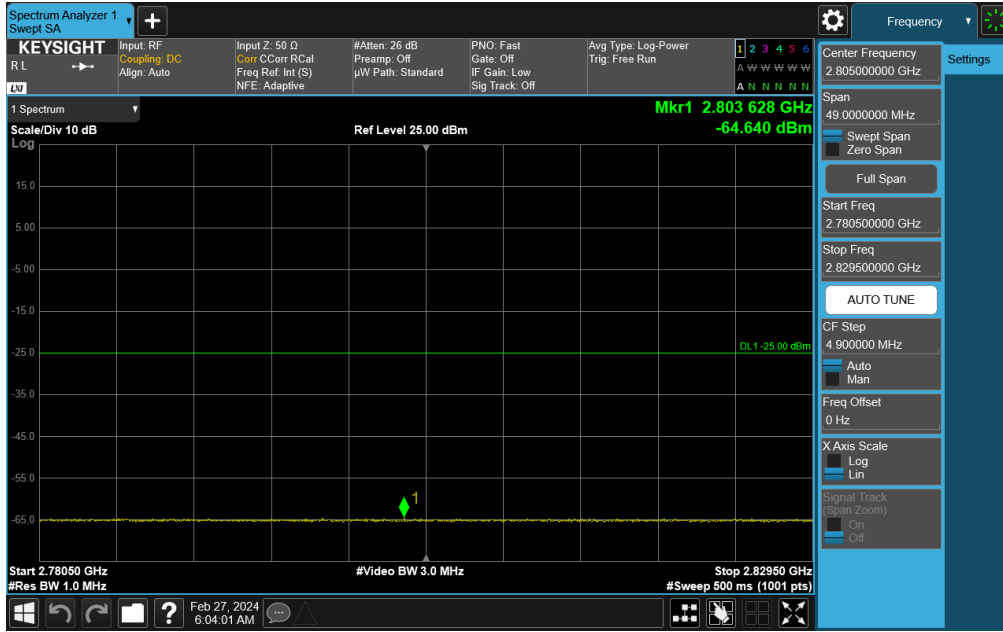 Spectrum Analyzer 1
Swept SA
Frequency
KEYSIGHT
R L
LXI
Input: RF
Coupling: DC
Align: Auto
Input Z: 50 Ω
Corr CCorr RCal
Freq Ref: Int (S)
NFE: Adaptive
#Atten: 26 dB
Preamp: Off
µW Path: Standard
PNO: Fast
Gate: Off
IF Gain: Low
Sig Track: Off
Avg Type: Log-Power
Trig: Free Run
1 2 3 4 5 6
A W W W W W
A N N N N N
1 Spectrum
Scale/Div 10 dB
Log
Ref Level 25.00 dBm
Mkr1 2.803 628 GHz
-64.640 dBm
15.0
5.00
-5.00
-15.0
-25.0
-35.0
-45.0
-55.0
-65.0
DL1 -25.00 dBm
1
Start 2.78050 GHz
#Res BW 1.0 MHz
#Video BW 3.0 MHz
Stop 2.82950 GHz
#Sweep 500 ms (1001 pts)
Feb 27, 2024
6:04:01 AM
?
Center Frequency
2.805000000 GHz
Settings
Span
49.0000000 MHz
Swept Span
Zero Span
Full Span
Start Freq
2.780500000 GHz
Stop Freq
2.829500000 GHz
AUTO TUNE
CF Step
4.900000 MHz
Auto
Man
Freq Offset
0 Hz
X Axis Scale
Log
Lin
Signal Track
(Span Zoom)
On
Off